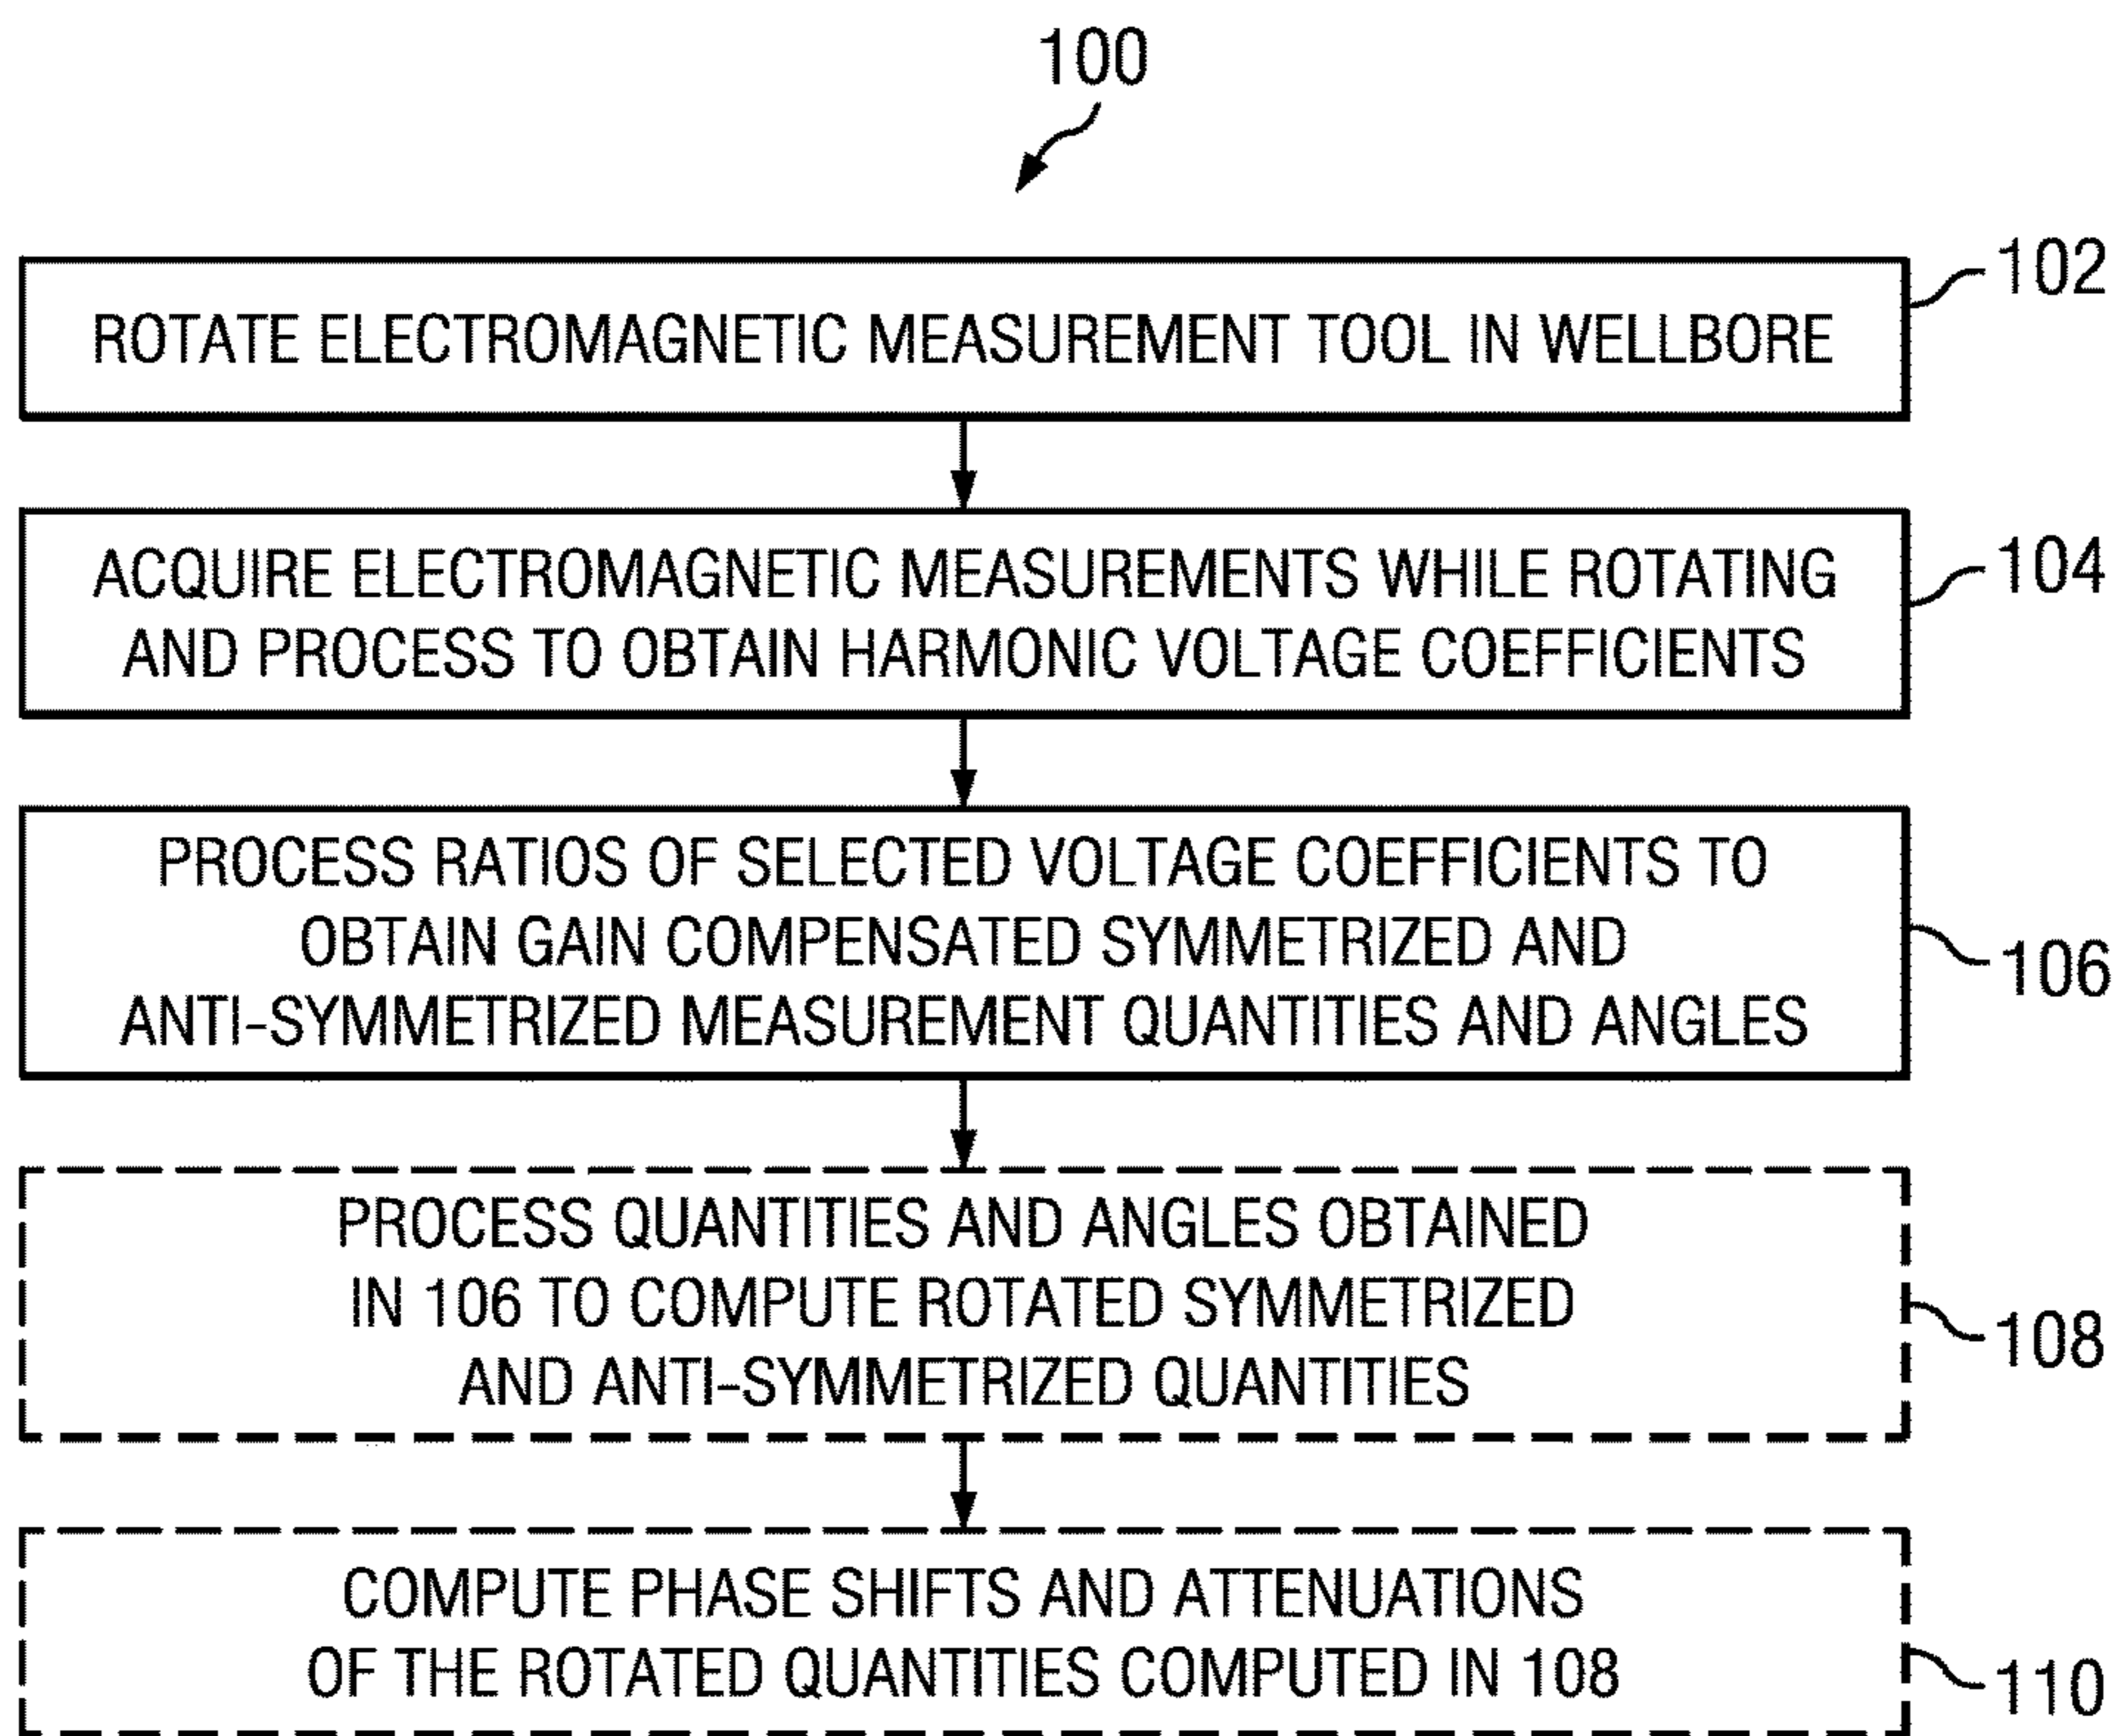 100
ROTATE ELECTROMAGNETIC MEASUREMENT TOOL IN WELLBORE
102
ACQUIRE ELECTROMAGNETIC MEASUREMENTS WHILE ROTATING
AND PROCESS TO OBTAIN HARMONIC VOLTAGE COEFFICIENTS
104
PROCESS RATIOS OF SELECTED VOLTAGE COEFFICIENTS TO
OBTAIN GAIN COMPENSATED SYMMETRIZED AND
ANTI-SYMMETRIZED MEASUREMENT QUANTITIES AND ANGLES
106
PROCESS QUANTITIES AND ANGLES OBTAINED
IN 106 TO COMPUTE ROTATED SYMMETRIZED
AND ANTI-SYMMETRIZED QUANTITIES
108
COMPUTE PHASE SHIFTS AND ATTENUATIONS
OF THE ROTATED QUANTITIES COMPUTED IN 108
110